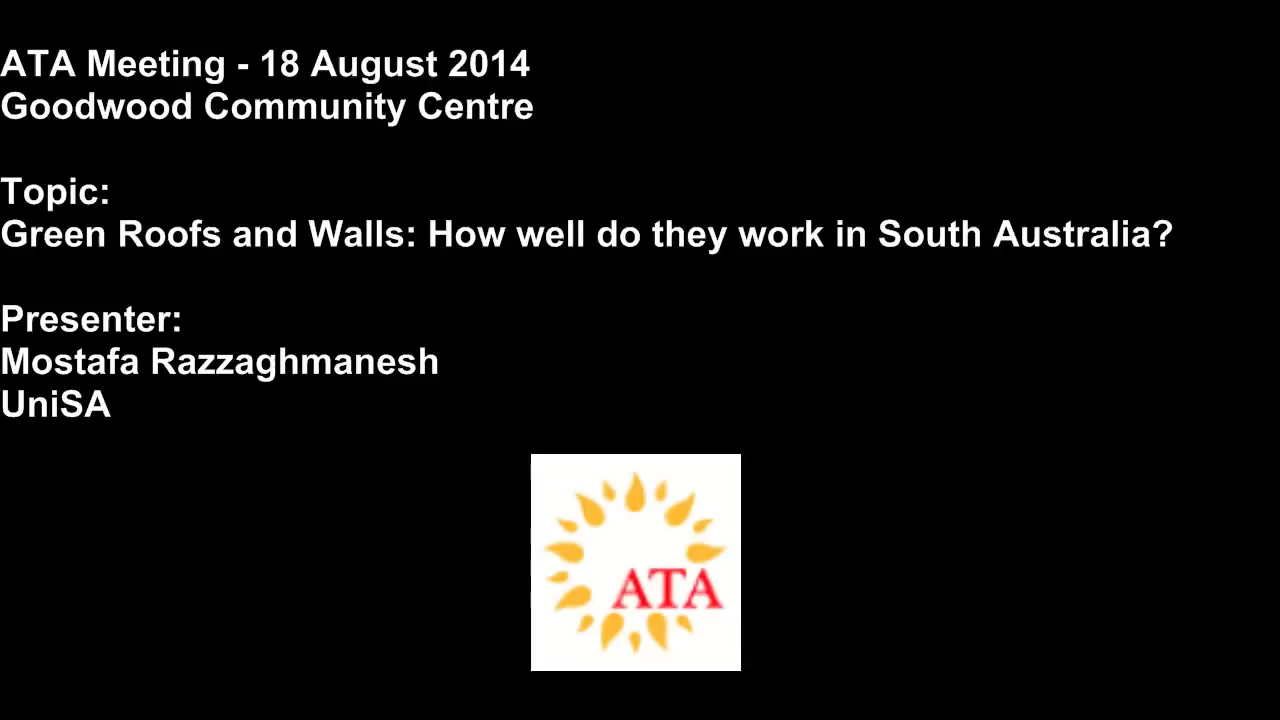 ATA Meeting - 18 August 2014
Goodwood Community Centre
Topic:
Green Roofs and Walls: How well do they work in South Australia?
Presenter:
Mostafa Razzaghmanesh
UniSA
ATA